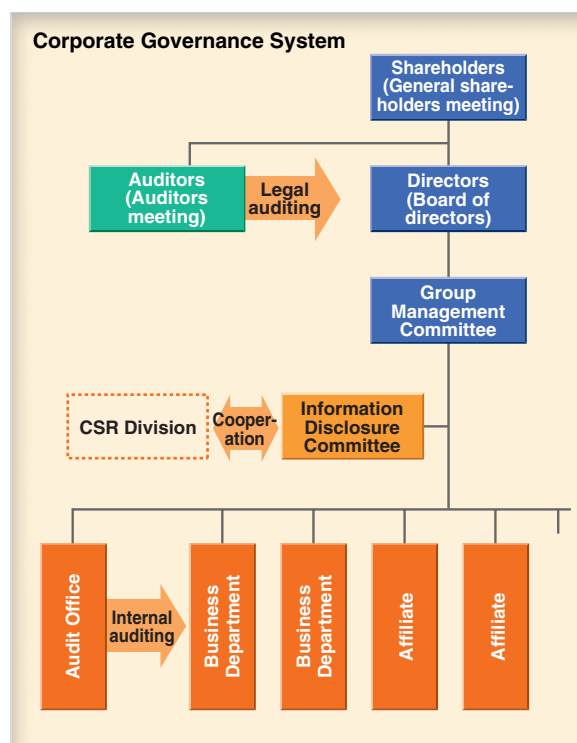 Corporate Governance System
Shareholders
(General share-
holders meeting)
Auditors
(Auditors
meeting)
Legal
auditing
Directors
(Board of
directors)
Group
Management
Committee
CSR Division
Cooper-
ation
Information
Disclosure
Committee
Audit Office
Internal
auditing
Business
Department
Business
Department
Affiliate
Affiliate